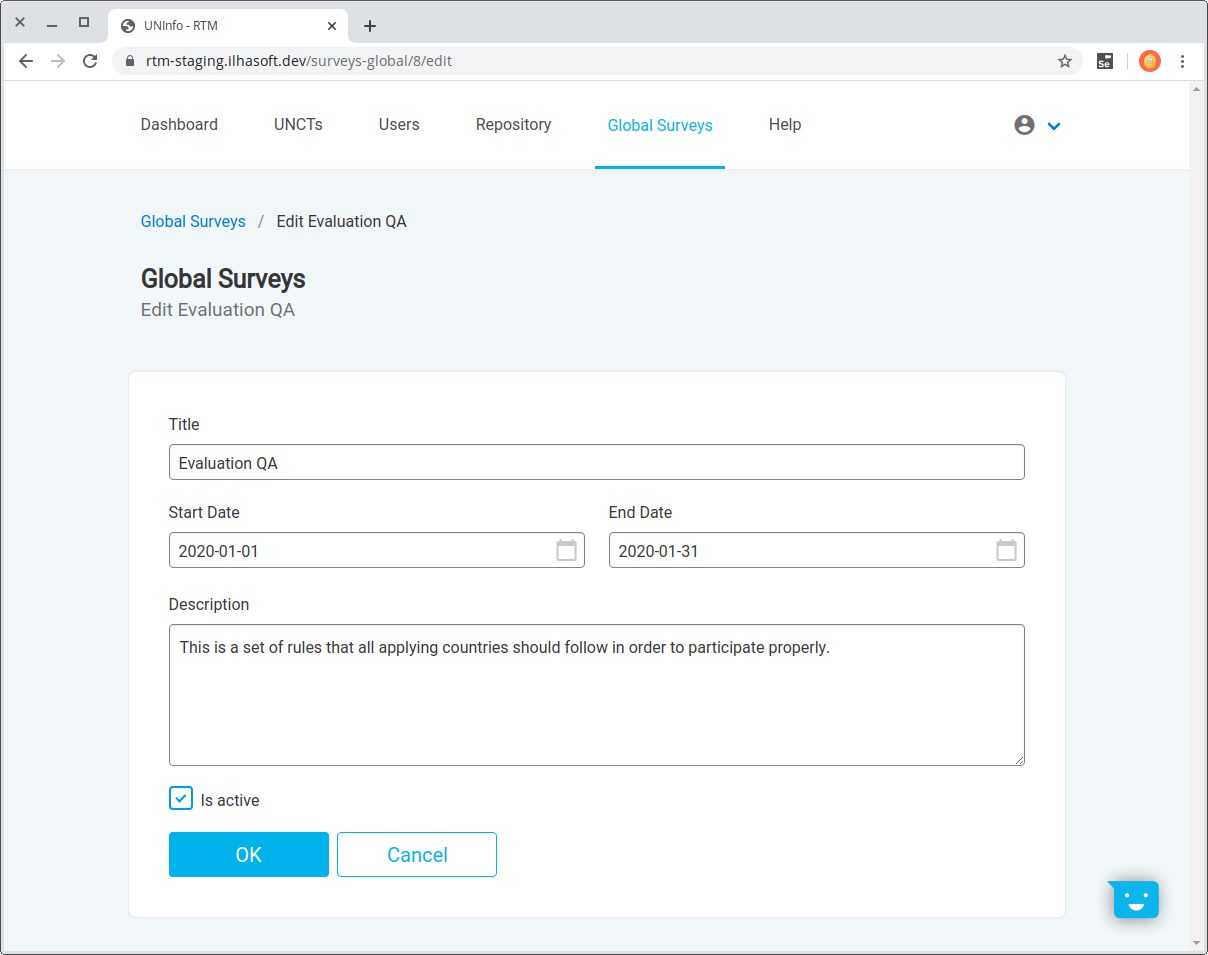 UNInfo - RTM
rtm-staging.ilhasoft.dev/surveys-global/8/edit
Se
Dashboard UNCTs Users Repository Global Surveys Help
Global Surveys / Edit Evaluation QA
Global Surveys
Edit Evaluation QA
Title
Evaluation QA
Start Date End Date
2020-01-01 2020-01-31
Description
This is a set of rules that all applying countries should follow in order to participate properly.
Is active
OK Cancel